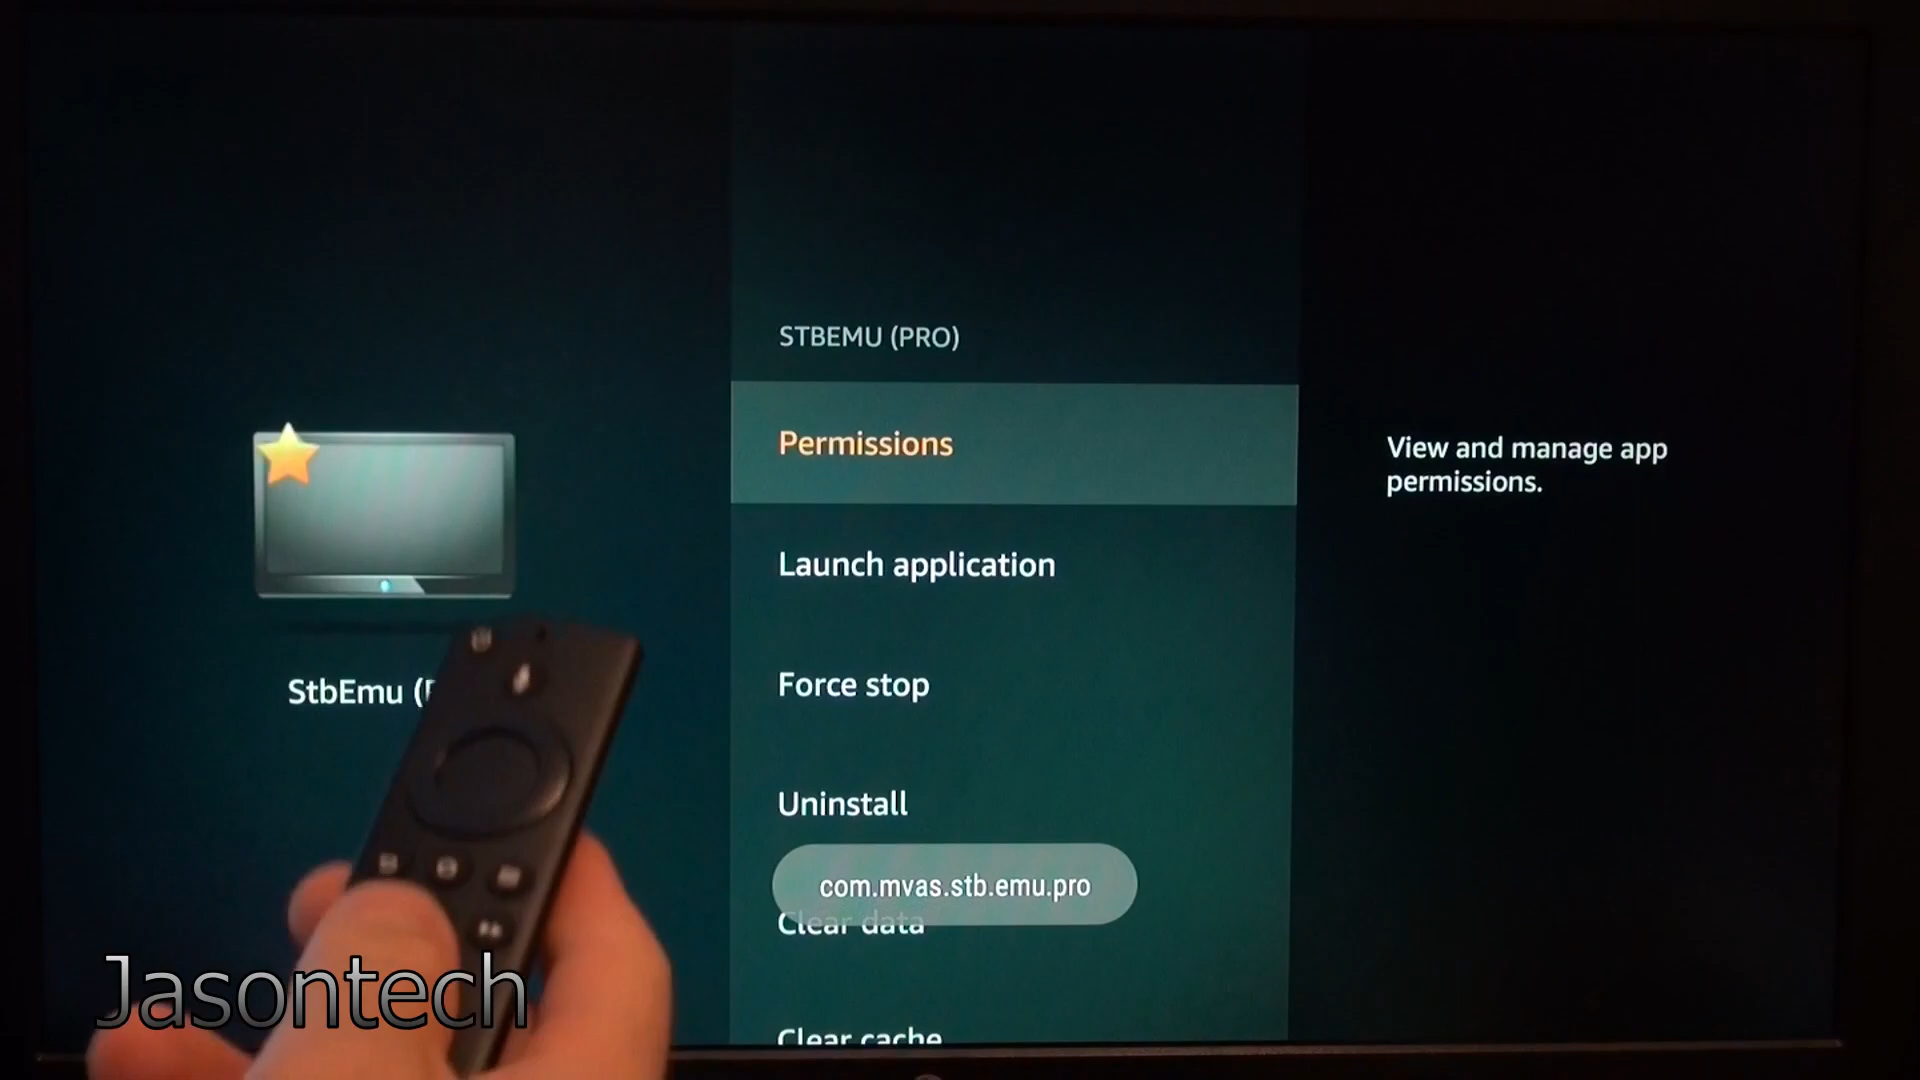 STBEMU (PRO)
Permissions
View and manage app
permissions.
Launch application
Force stop
StbEmu (
Uninstall
com.mvas.stb.emu.pro
Clear data
Clear cache
Jasontech